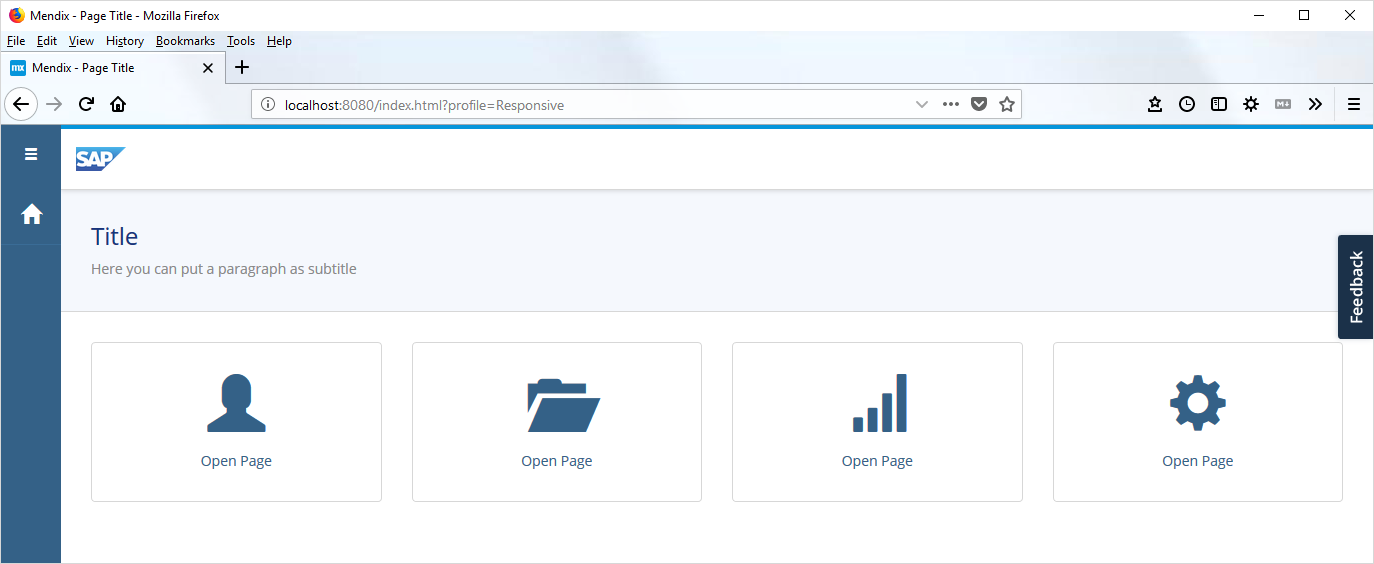 Mendix - Page Title - Mozilla Firefox
File Edit View History Bookmarks Tools Help
mx Mendix - Page Title
localhost:8080/index.html?profile=Responsive
M↓
SAP
Title
Here you can put a paragraph as subtitle
Feedback
Open Page Open Page Open Page Open Page